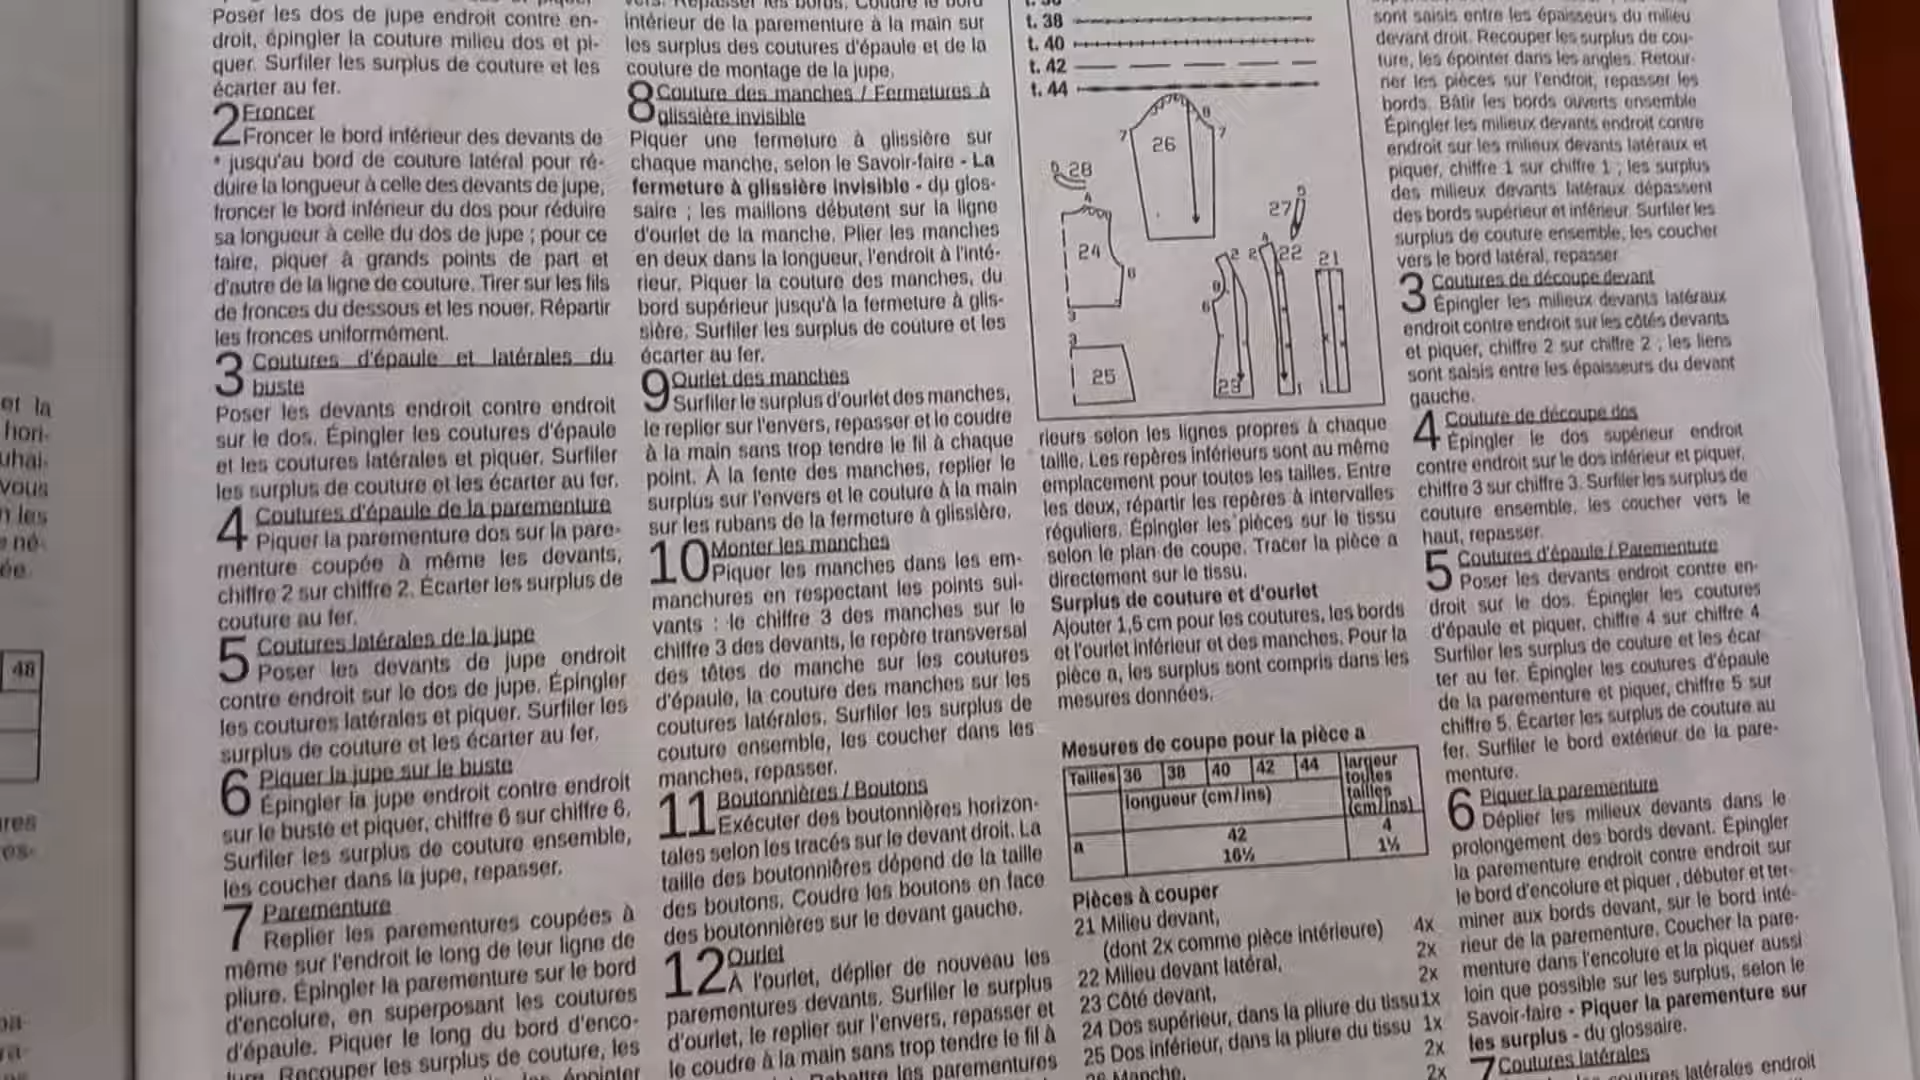 Poser les dos de jupe endroit contre en-
droit, épingler la couture milieu dos et pi-
quer. Surfiler les surplus de couture et les
écarter au fer.
2 Froncer
Froncer le bord inférieur des devants de
* jusqu'au bord de couture latéral pour ré-
duire la longueur à celle des devants de jupe,
froncer le bord inférieur du dos pour réduire
sa longueur à celle du dos de jupe ; pour ce
faire, piquer à grands points de part et
d'autre de la ligne de couture. Tirer sur les fils
de fronces du dessous et les nouer. Répartir
les fronces uniformément.
3 Coutures d'épaule et latérales du
buste
Poser les devants endroit contre endroit
sur le dos. Épingler les coutures d'épaule
et les coutures latérales et piquer. Surfiler
les surplus de couture et les écarter au fer.
4 Coutures d'épaule de la parementure
Piquer la parementure dos sur la pare-
menture coupée à même les devants,
chiffre 2 sur chiffre 2. Écarter les surplus de
couture au fer.
5 Coutures latérales de la jupe
Poser les devants de jupe endroit
contre endroit sur le dos de jupe. Épingler
les coutures latérales et piquer. Surfiler les
surplus de couture et les écarter au fer.
6 Piquer la jupe sur le buste
Épingler la jupe endroit contre endroit
sur le buste et piquer, chiffre 6 sur chiffre 6.
Surfiler les surplus de couture ensemble,
les coucher dans la jupe, repasser.
7 Parementure
Replier les parementures coupées à
même sur l'endroit le long de leur ligne de
pliure. Épingler la parementure sur le bord
d'encolure, en superposant les coutures
d'épaule. Piquer le long du bord d'enco-
lure. Recouper les surplus de couture, les
épointer
intérieur de la parementure à la main sur
les surplus des coutures d'épaule et de la
couture de montage de la jupe.
8 Couture des manches / Fermetures à
glissière invisible
Piquer une fermeture à glissière sur
chaque manche, selon le Savoir-faire - La
fermeture à glissière invisible - du glos-
saire ; les maillons débutent sur la ligne
d'ourlet de la manche. Plier les manches
en deux dans la longueur, l'endroit à l'inté-
rieur. Piquer la couture des manches, du
bord supérieur jusqu'à la fermeture à glis-
sière. Surfiler les surplus de couture et les
écarter au fer.
9 Ourlet des manches
Surfiler le surplus d'ourlet des manches,
le replier sur l'envers, repasser et le coudre
à la main sans trop tendre le fil à chaque
point. À la fente des manches, replier le
surplus sur l'envers et le couture à la main
sur les rubans de la fermeture à glissière.
10 Monter les manches
Piquer les manches dans les em-
manchures en respectant les points sui-
vants : le chiffre 3 des manches sur le
chiffre 3 des devants, le repère transversal
des têtes de manche sur les coutures
d'épaule, la couture des manches sur les
coutures latérales. Surfiler les surplus de
couture ensemble, les coucher dans les
manches, repasser.
11 Boutonnières / Boutons
Exécuter des boutonnières horizon-
tales selon les tracés sur le devant droit. La
taille des boutonnières dépend de la taille
des boutons. Coudre les boutons en face
des boutonnières sur le devant gauche.
12 Ourlet
À l'ourlet, déplier de nouveau les
parementures devants. Surfiler le surplus
d'ourlet, le replier sur l'envers, repasser et
le coudre à la main sans trop tendre le fil à
Rabattre les parementures
t. 38
t. 40
t. 42
t. 44
26
7
8
7
28
24
6
3
27
22
21
2
2
6
23
1
1
3
25
rieurs selon les lignes propres à chaque
taille. Les repères inférieurs sont au même
emplacement pour toutes les tailles. Entre
les deux, répartir les repères à intervalles
réguliers. Épingler les pièces sur le tissu
selon le plan de coupe. Tracer la pièce a
directement sur le tissu.
Surplus de couture et d'ourlet
Ajouter 1,5 cm pour les coutures, les bords
et l'ourlet inférieur et des manches. Pour la
pièce a, les surplus sont compris dans les
mesures données.
Mesures de coupe pour la pièce a
Tailles 36 38 40 42 44 largeur
toutes
tailles
(cm/ins)
longueur (cm/ins)
a 42 4
16½ 1½
Pièces à couper
21 Milieu devant,
(dont 2x comme pièce intérieure) 4x
22 Milieu devant latéral, 2x
23 Côté devant, 2x
24 Dos supérieur, dans la pliure du tissu 1x
25 Dos inférieur, dans la pliure du tissu 1x
26 Manche, 2x
2x
sont saisis entre les épaisseurs du milieu
devant droit. Recouper les surplus de cou-
ture, les épointer dans les angles. Retour-
ner les pièces sur l'endroit, repasser les
bords. Bâtir les bords ouverts ensemble.
Épingler les milieux devants endroit contre
endroit sur les milieux devants latéraux et
piquer, chiffre 1 sur chiffre 1 ; les surplus
des milieux devants latéraux dépassent
des bords supérieur et inférieur. Surfiler les
surplus de couture ensemble, les coucher
vers le bord latéral, repasser.
3 Coutures de découpe devant
Épingler les milieux devants latéraux
endroit contre endroit sur les côtés devants
et piquer, chiffre 2 sur chiffre 2 ; les liens
sont saisis entre les épaisseurs du devant
gauche.
4 Couture de découpe dos
Épingler le dos supérieur endroit
contre endroit sur le dos inférieur et piquer,
chiffre 3 sur chiffre 3. Surfiler les surplus de
couture ensemble, les coucher vers le
haut, repasser.
5 Coutures d'épaule / Parementure
Poser les devants endroit contre en-
droit sur le dos. Épingler les coutures
d'épaule et piquer, chiffre 4 sur chiffre 4.
Surfiler les surplus de couture et les écar
ter au fer. Épingler les coutures d'épaule
de la parementure et piquer, chiffre 5 sur
chiffre 5. Écarter les surplus de couture au
fer. Surfiler le bord extérieur de la pare-
menture.
6 Piquer la parementure
Déplier les milieux devants dans le
prolongement des bords devant. Épingler
la parementure endroit contre endroit sur
le bord d'encolure et piquer ; débuter et ter-
miner aux bords devant, sur le bord inté-
rieur de la parementure. Coucher la pare-
menture dans l'encolure et la piquer aussi
loin que possible sur les surplus, selon le
Savoir-faire - Piquer la parementure sur
les surplus - du glossaire.
7 Coutures latérales
coutures latérales endroit
et la
hori-
vous
48